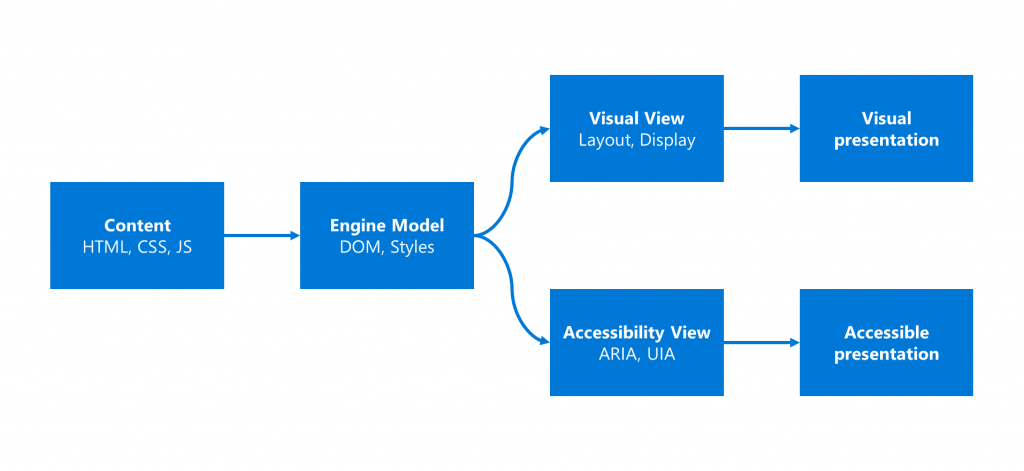 Content
HTML, CSS, JS
Engine Model
DOM, Styles
Visual View
Layout, Display
Visual
presentation
Accessibility View
ARIA, UIA
Accessible
presentation